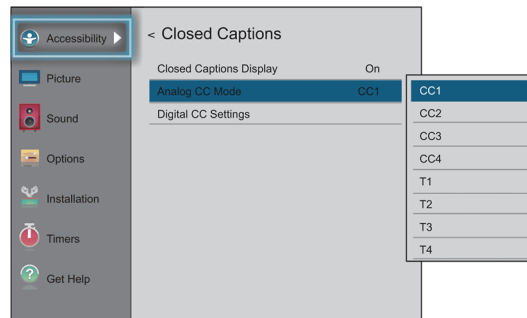 Accessibility
Picture
Sound
Options
Installation
Timers
Get Help
< Closed Captions
Closed Captions Display On
Analog CC Mode CC1
Digital CC Settings
CC1
CC2
CC3
CC4
T1
T2
T3
T4